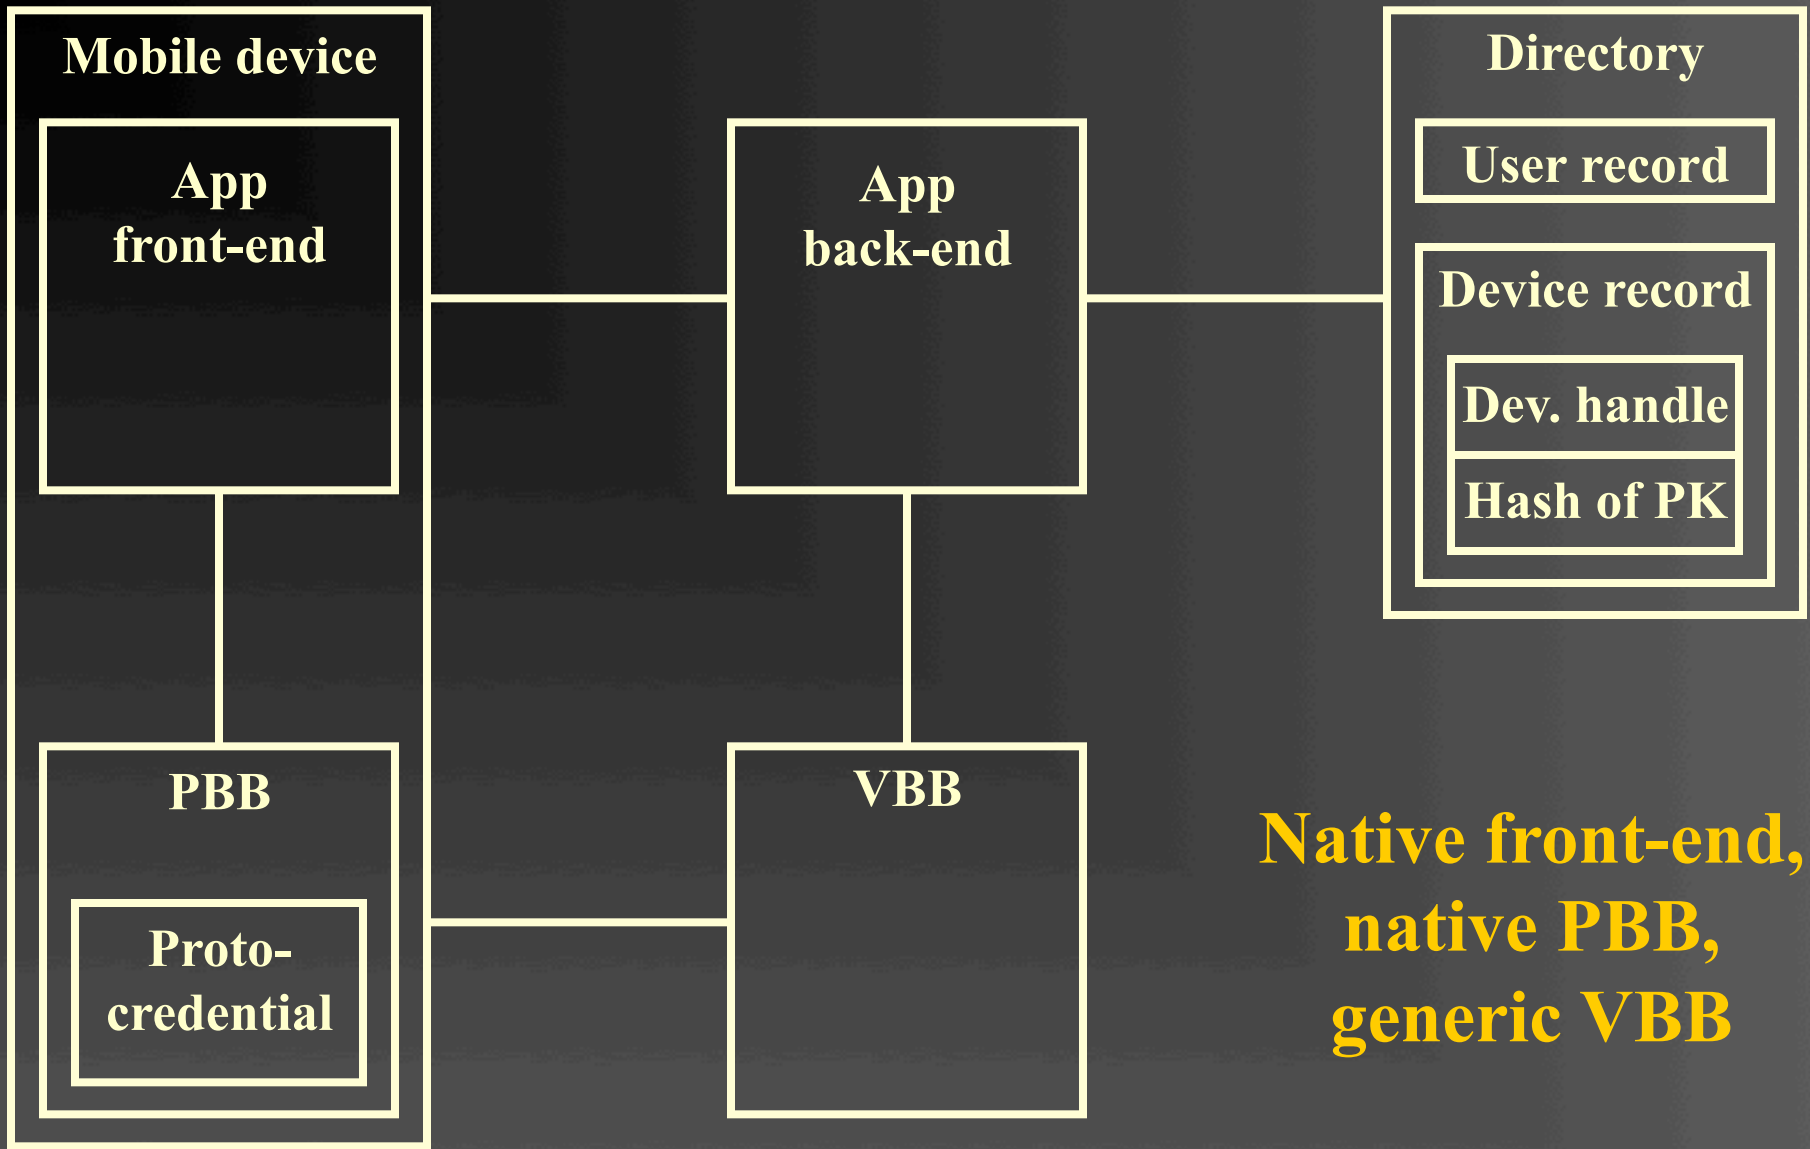 Mobile device
App
front-end
PBB
Proto-
credential
App
back-end
VBB
Directory
User record
Device record
Dev. handle
Hash of PK
Native front-end,
native PBB,
generic VBB